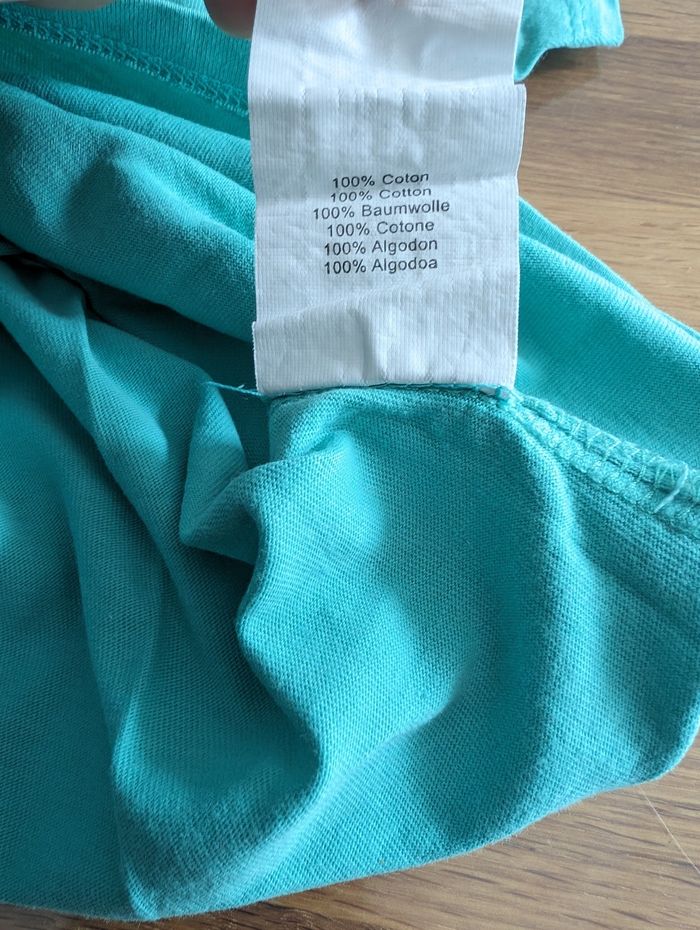 100% Coton
100% Cotton
100% Baumwolle
100% Cotone
100% Algodon
100% Algodoa